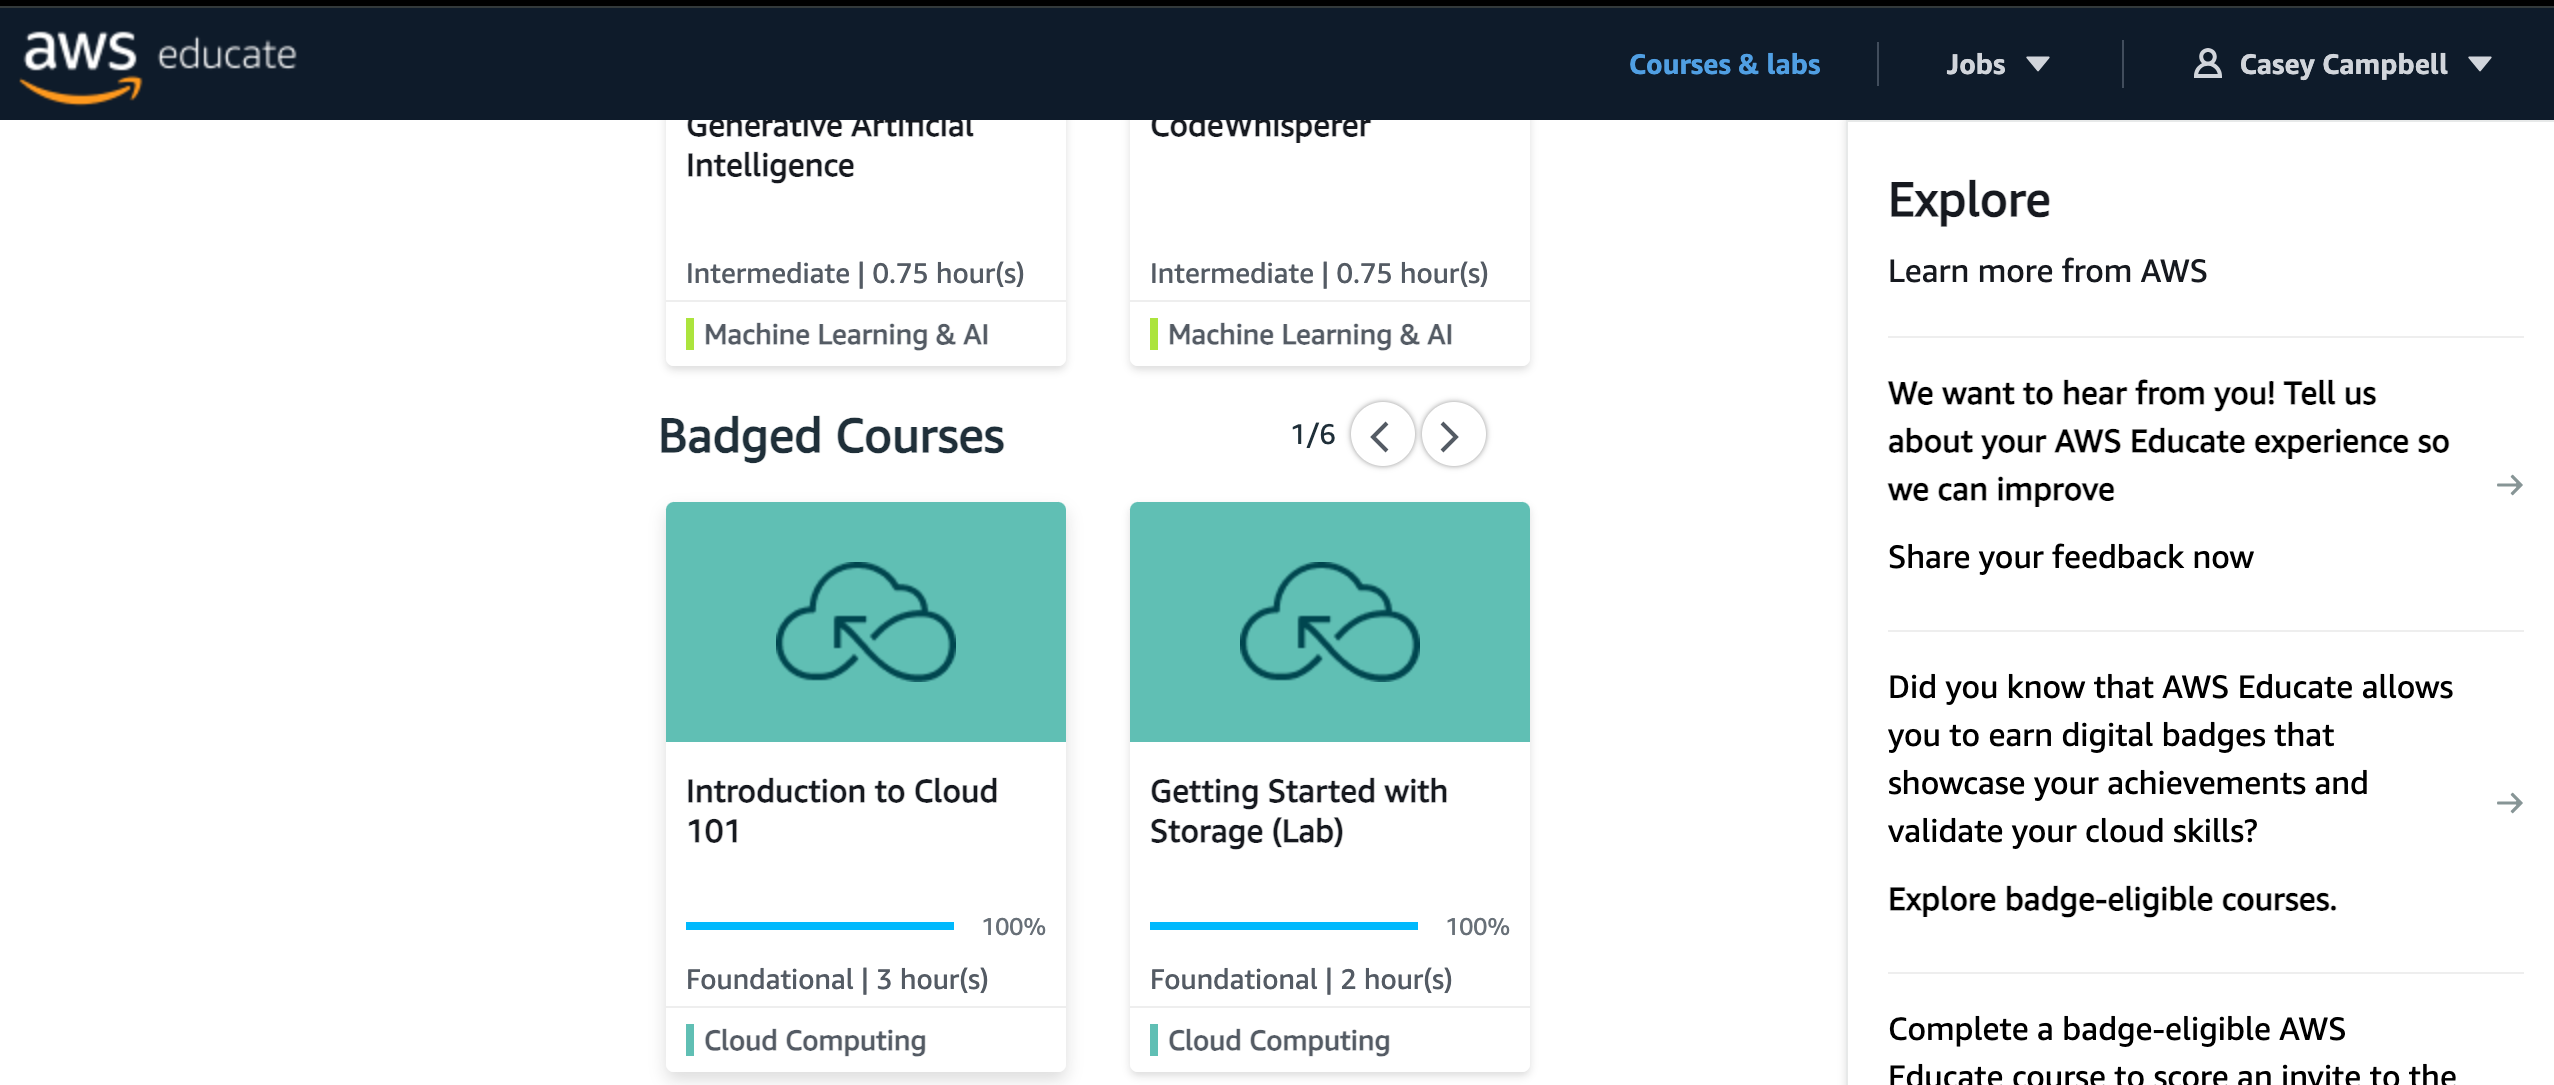 aws educate
Courses & labs
Jobs
Casey Campbell
Generative Artificial
Intelligence
Intermediate | 0.75 hour(s)
Machine Learning & AI
CodeWhisperer
Intermediate | 0.75 hour(s)
Machine Learning & AI
Badged Courses
1/6
Introduction to Cloud
101
100%
Foundational | 3 hour(s)
Cloud Computing
Getting Started with
Storage (Lab)
100%
Foundational | 2 hour(s)
Cloud Computing
Explore
Learn more from AWS
We want to hear from you! Tell us
about your AWS Educate experience so
we can improve
Share your feedback now
Did you know that AWS Educate allows
you to earn digital badges that
showcase your achievements and
validate your cloud skills?
Explore badge-eligible courses.
Complete a badge-eligible AWS
Educate course to score an invite to the